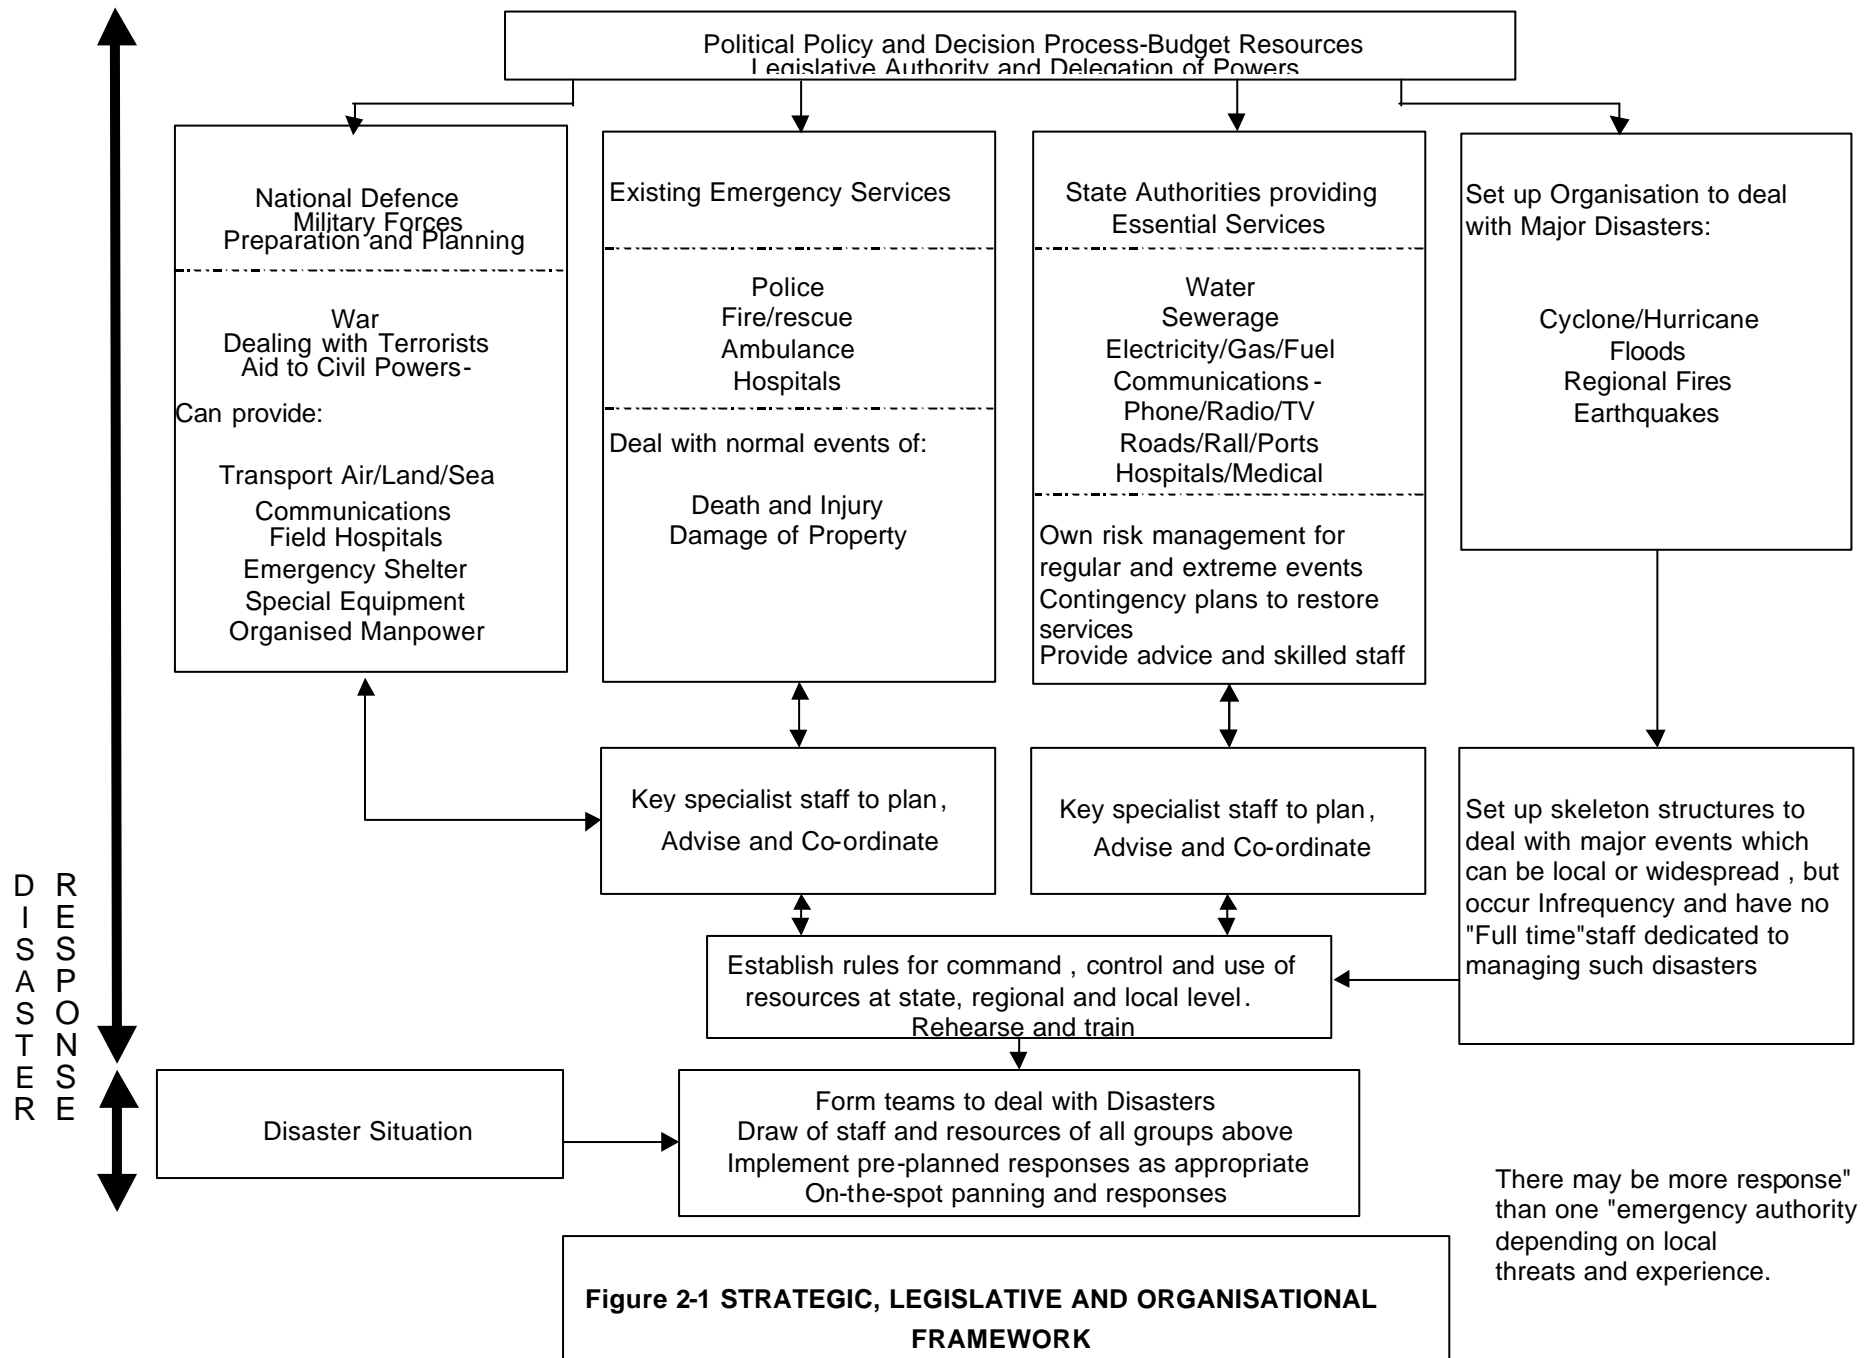 Political Policy and Decision Process-Budget Resources
Legislative Authority and Delegation of Powers
National Defence
Military Forces
Preparation and Planning
War
Dealing with Terrorists
Aid to Civil Powers-
Can provide:
Transport Air/Land/Sea
Communications
Field Hospitals
Emergency Shelter
Special Equipment
Organised Manpower
Existing Emergency Services
Police
Fire/rescue
Ambulance
Hospitals
Deal with normal events of:
Death and Injury
Damage of Property
State Authorities providing
Essential Services
Water
Sewerage
Electricity/Gas/Fuel
Communications-
Phone/Radio/TV
Roads/Rall/Ports
Hospitals/Medical
Own risk management for
regular and extreme events
Contingency plans to restore
services
Provide advice and skilled staff
Set up Organisation to deal
with Major Disasters:
Cyclone/Hurricane
Floods
Regional Fires
Earthquakes
Key specialist staff to plan,
Advise and Co-ordinate
Key specialist staff to plan,
Advise and Co-ordinate
Set up skeleton structures to
deal with major events which
can be local or widespread , but
occur Infrequency and have no
"Full time"staff dedicated to
managing such disasters
Establish rules for command , control and use of
resources at state, regional and local level.
Rehearse and train
DISASTER
RESPONSE
Disaster Situation
Form teams to deal with Disasters
Draw of staff and resources of all groups above
Implement pre-planned responses as appropriate
On-the-spot panning and responses
There may be more response"
than one "emergency authority
depending on local
threats and experience.
Figure 2-1 STRATEGIC, LEGISLATIVE AND ORGANISATIONAL
FRAMEWORK